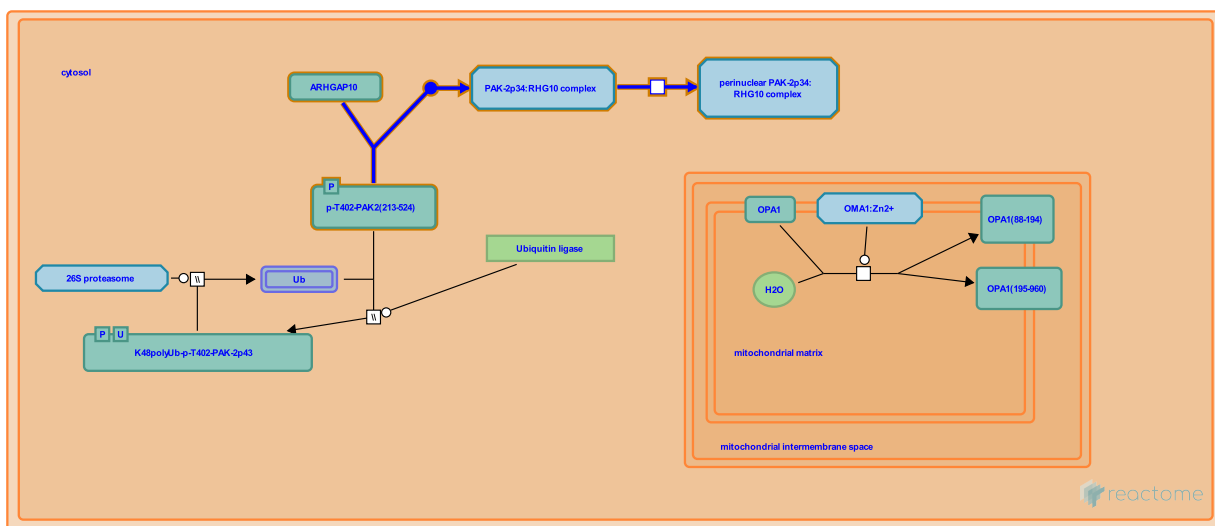 cytosol
ARHGAP10
PAK-2p34:RHG10 complex
perinuclear PAK-2p34:
RHG10 complex
P
p-T402-PAK2(213-524)
OPA1
OMA1:Zn2+
OPA1(88-194)
Ubiquitin ligase
26S proteasome
\\
Ub
H2O
OPA1(195-960)
\\
P
U
K48polyUb-p-T402-PAK-2p43
mitochondrial matrix
mitochondrial intermembrane space
reactome